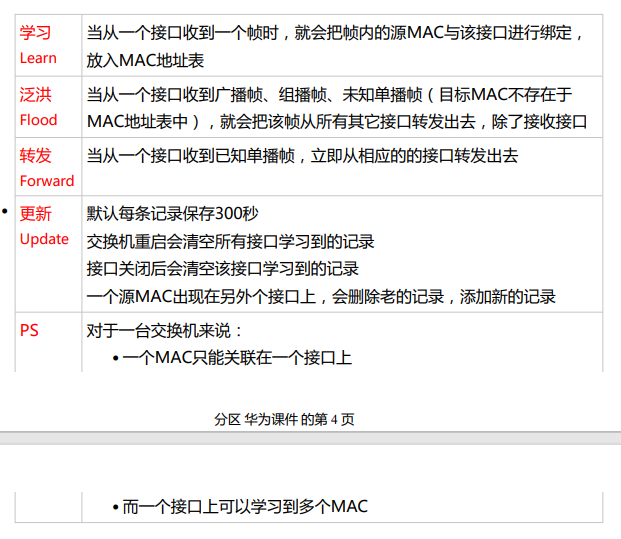 学习 当从一个接口收到一个帧时，就会把帧内的源MAC与该接口进行绑定，
Learn 放入MAC地址表
泛洪 当从一个接口收到广播帧、组播帧、未知单播帧（目标MAC不存在于
Flood MAC地址表中），就会把该帧从所有其它接口转发出去，除了接收接口
转发 当从一个接口收到已知单播帧，立即从相应的的接口转发出去
Forward
• 更新 默认每条记录保存300秒
Update 交换机重启会清空所有接口学习到的记录
接口关闭后会清空该接口学习到的记录
一个源MAC出现在另外个接口上，会删除老的记录，添加新的记录
PS 对于一台交换机来说：
• 一个MAC只能关联在一个接口上
分区 华为课件 的第 4 页
• 而一个接口上可以学习到多个MAC